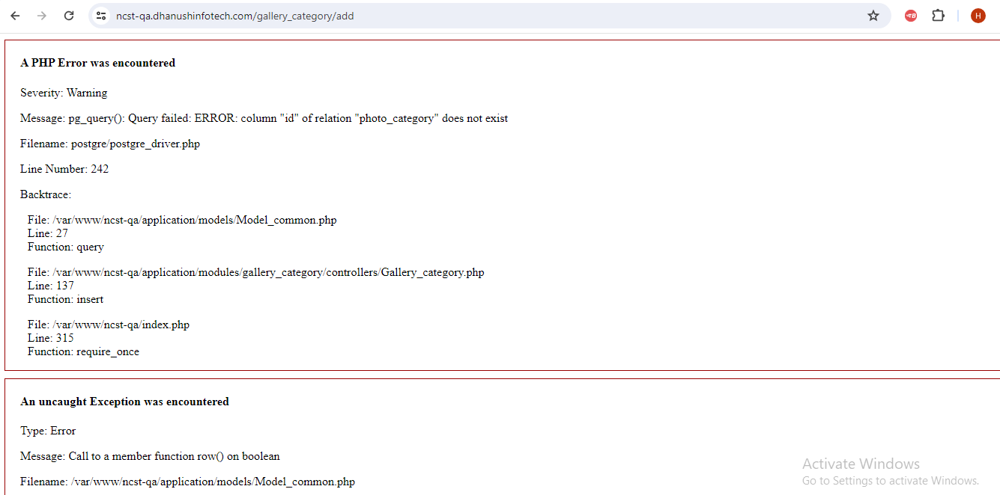 ncst-qa.dhanushinfotech.com/gallery_category/add
H
A PHP Error was encountered
Severity: Warning
Message: pg_query(): Query failed: ERROR: column "id" of relation "photo_category" does not exist
Filename: postgre/postgre_driver.php
Line Number: 242
Backtrace:
File: /var/www/ncst-qa/application/models/Model_common.php
Line: 27
Function: query
File: /var/www/ncst-qa/application/modules/gallery_category/controllers/Gallery_category.php
Line: 137
Function: insert
File: /var/www/ncst-qa/index.php
Line: 315
Function: require_once
An uncaught Exception was encountered
Type: Error
Message: Call to a member function row() on boolean
Filename: /var/www/ncst-qa/application/models/Model_common.php
Activate Windows
Go to Settings to activate Windows.